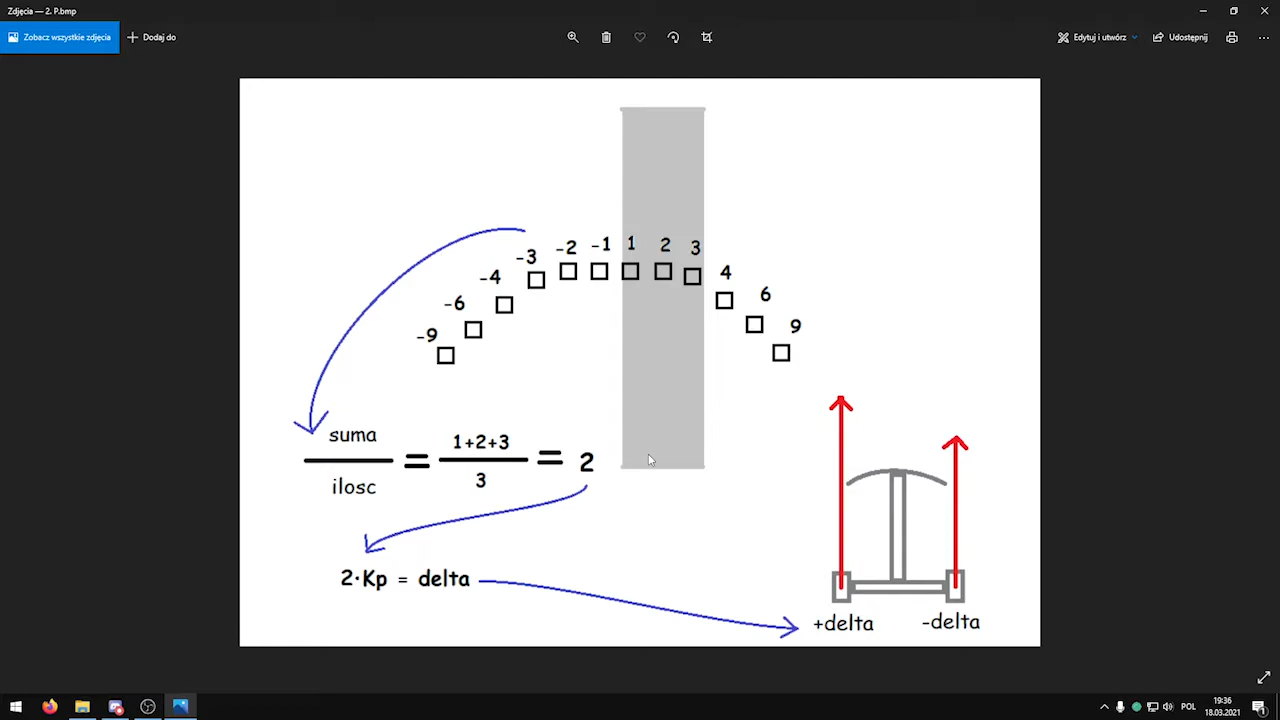 Zdjęcia — 2. P.bmp
Zobacz wszystkie zdjęcia
Dodaj do
Edytuj i utwórz
Udostępnij
-9 -6 -4 -3 -2 -1 1 2 3 4 6 9
suma
ilosc
=
1+2+3
3
= 2
2·Kp = delta
+delta -delta
POL
19:36
18.03.2021